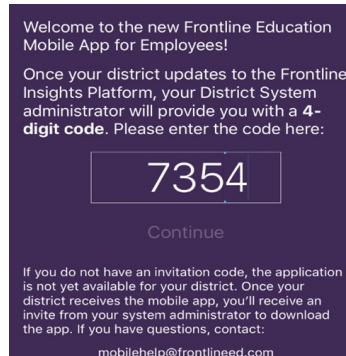 Welcome to the new Frontline Education
Mobile App for Employees!
Once your district updates to the Frontline
Insights Platform, your District System
administrator will provide you with a 4-
digit code. Please enter the code here:
7354
Continue
If you do not have an invitation code, the application
is not yet available for your district. Once your
district receives the mobile app, you'll receive an
invite from your system administrator to download
the app. If you have questions, contact:
mobilehelp@frontlineed.com